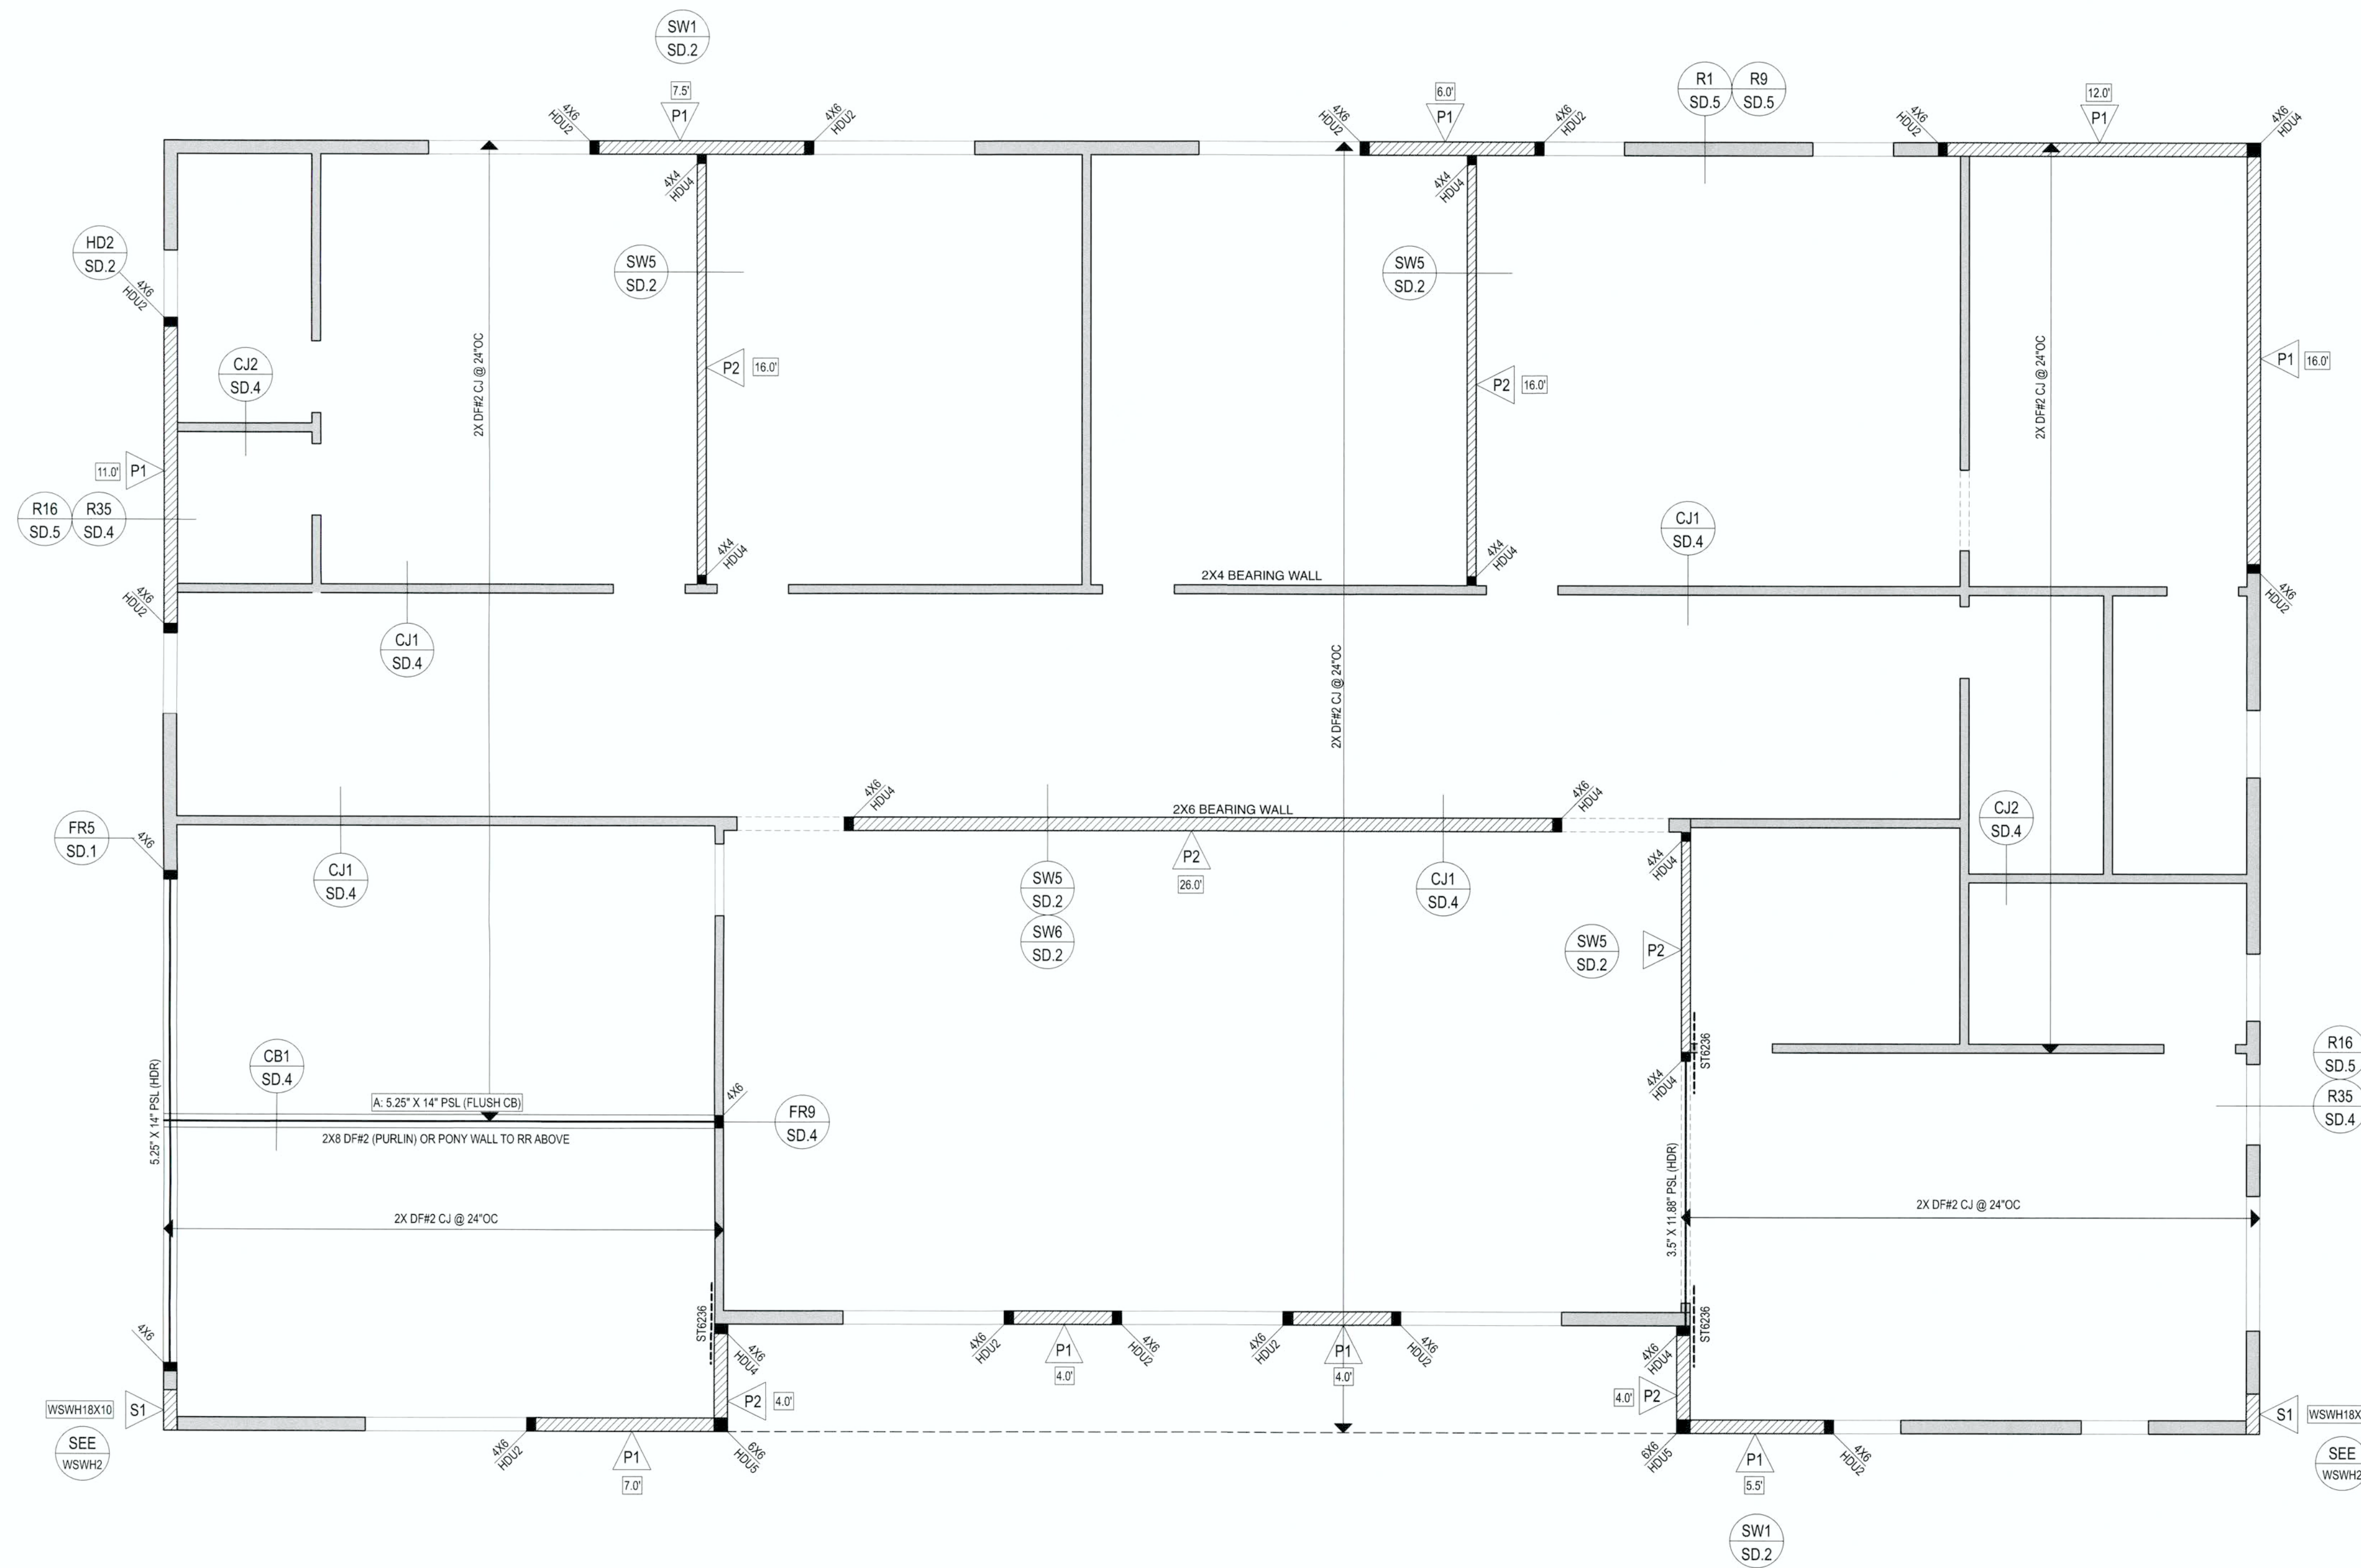 SW1
SD.2
7.5'
P1
4X6
HDU2
4X6
HDU2
6.0'
P1
4X6
HDU2
4X6
HDU2
R1
SD.5
R9
SD.5
12.0'
P1
4X6
HDU2
4X6
HDU4
4X4
HDU4
4X4
HDU4
HD2
SD.2
4X6
HDU2
SW5
SD.2
SW5
SD.2
CJ2
SD.4
2X DF#2 CJ @ 24"OC
P2
16.0'
P2
16.0'
2X DF#2 CJ @ 24"OC
P1
16.0'
11.0'
P1
R16
SD.5
R35
SD.4
CJ1
SD.4
4X4
HDU4
4X4
HDU4
2X4 BEARING WALL
4X6
HDU2
4X6
HDU2
CJ1
SD.4
2X DF#2 CJ @ 24"OC
4X6
HDU4
2X6 BEARING WALL
4X6
HDU4
CJ2
SD.4
FR5
SD.1
4X6
CJ1
SD.4
P2
26.0'
SW5
SD.2
SW6
SD.2
CJ1
SD.4
4X4
HDU4
SW5
SD.2
P2
ST6236
4X4
HDU4
R16
SD.5
R35
SD.4
CB1
SD.4
A: 5.25" X 14" PSL (FLUSH CB)
4X6
FR9
SD.4
5.25" X 14" PSL (HDR)
2X8 DF#2 (PURLIN) OR PONY WALL TO RR ABOVE
3.5" X 11.88" PSL (HDR)
2X DF#2 CJ @ 24"OC
2X DF#2 CJ @ 24"OC
ST6236
ST6236
4X6
4X6
HDU4
4X6
HDU2
P1
4.0'
4X6
HDU2
4X6
HDU2
P1
4.0'
4X6
HDU2
4X6
HDU4
WSWH18X10
S1
P2
4.0'
4.0'
P2
S1
WSWH18X
SEE
WSWH2
4X6
HDU2
P1
7.0'
6X6
HDU5
6X6
HDU5
P1
5.5'
4X6
HDU2
SEE
WSWH2
SW1
SD.2